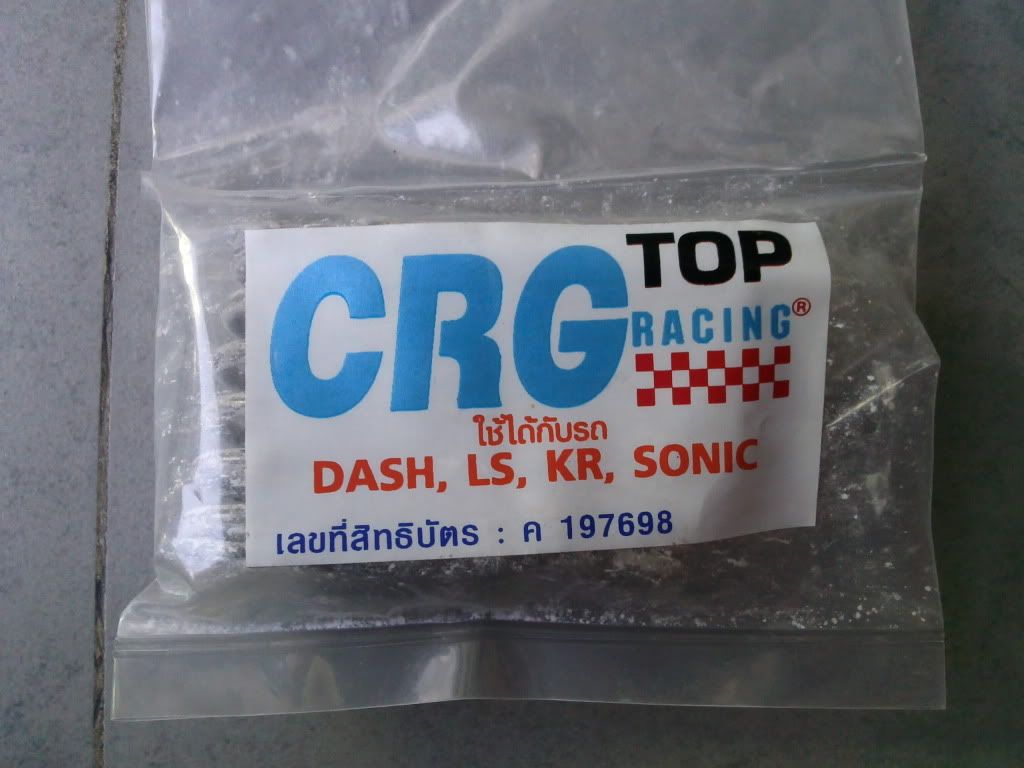 CRG TOP
RACING®
ใช้ได้กับรถ
DASH, LS, KR, SONIC
เลขที่สิทธิบัตร : ค 197698